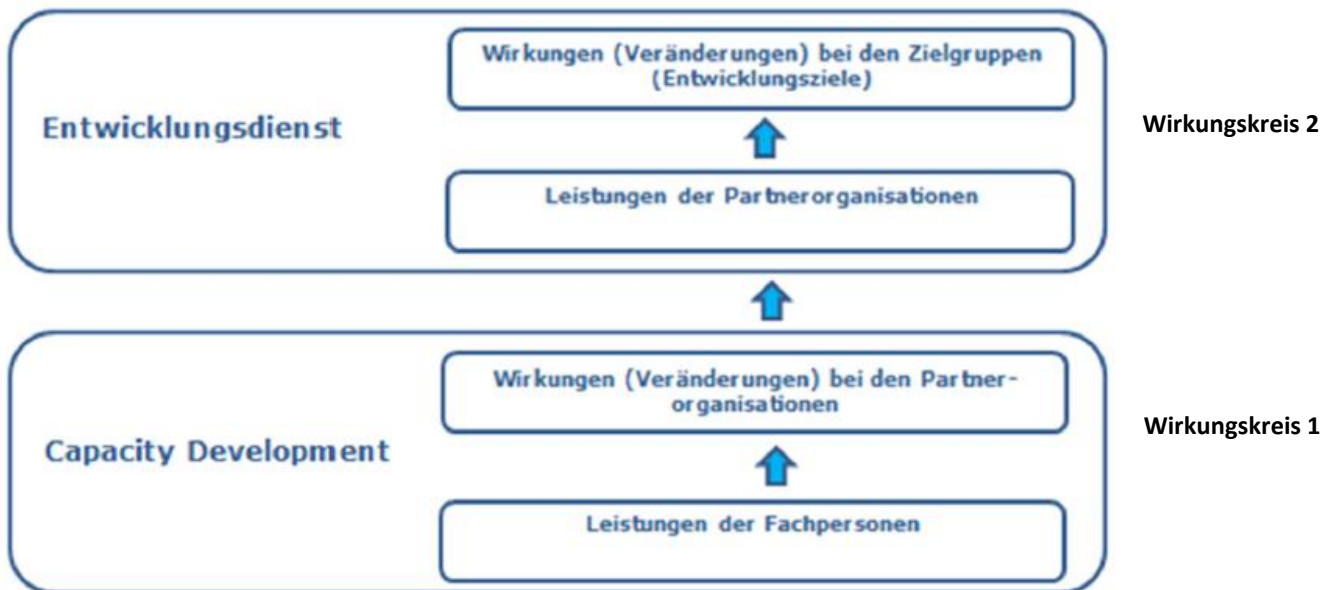 Wirkungen (Veränderungen) bei den Zielgruppen
(Entwicklungsziele)
Entwicklungsdienst
Wirkungskreis 2
Leistungen der Partnerorganisationen
Wirkungen (Veränderungen) bei den Partner-
organisationen
Capacity Development
Wirkungskreis 1
Leistungen der Fachpersonen